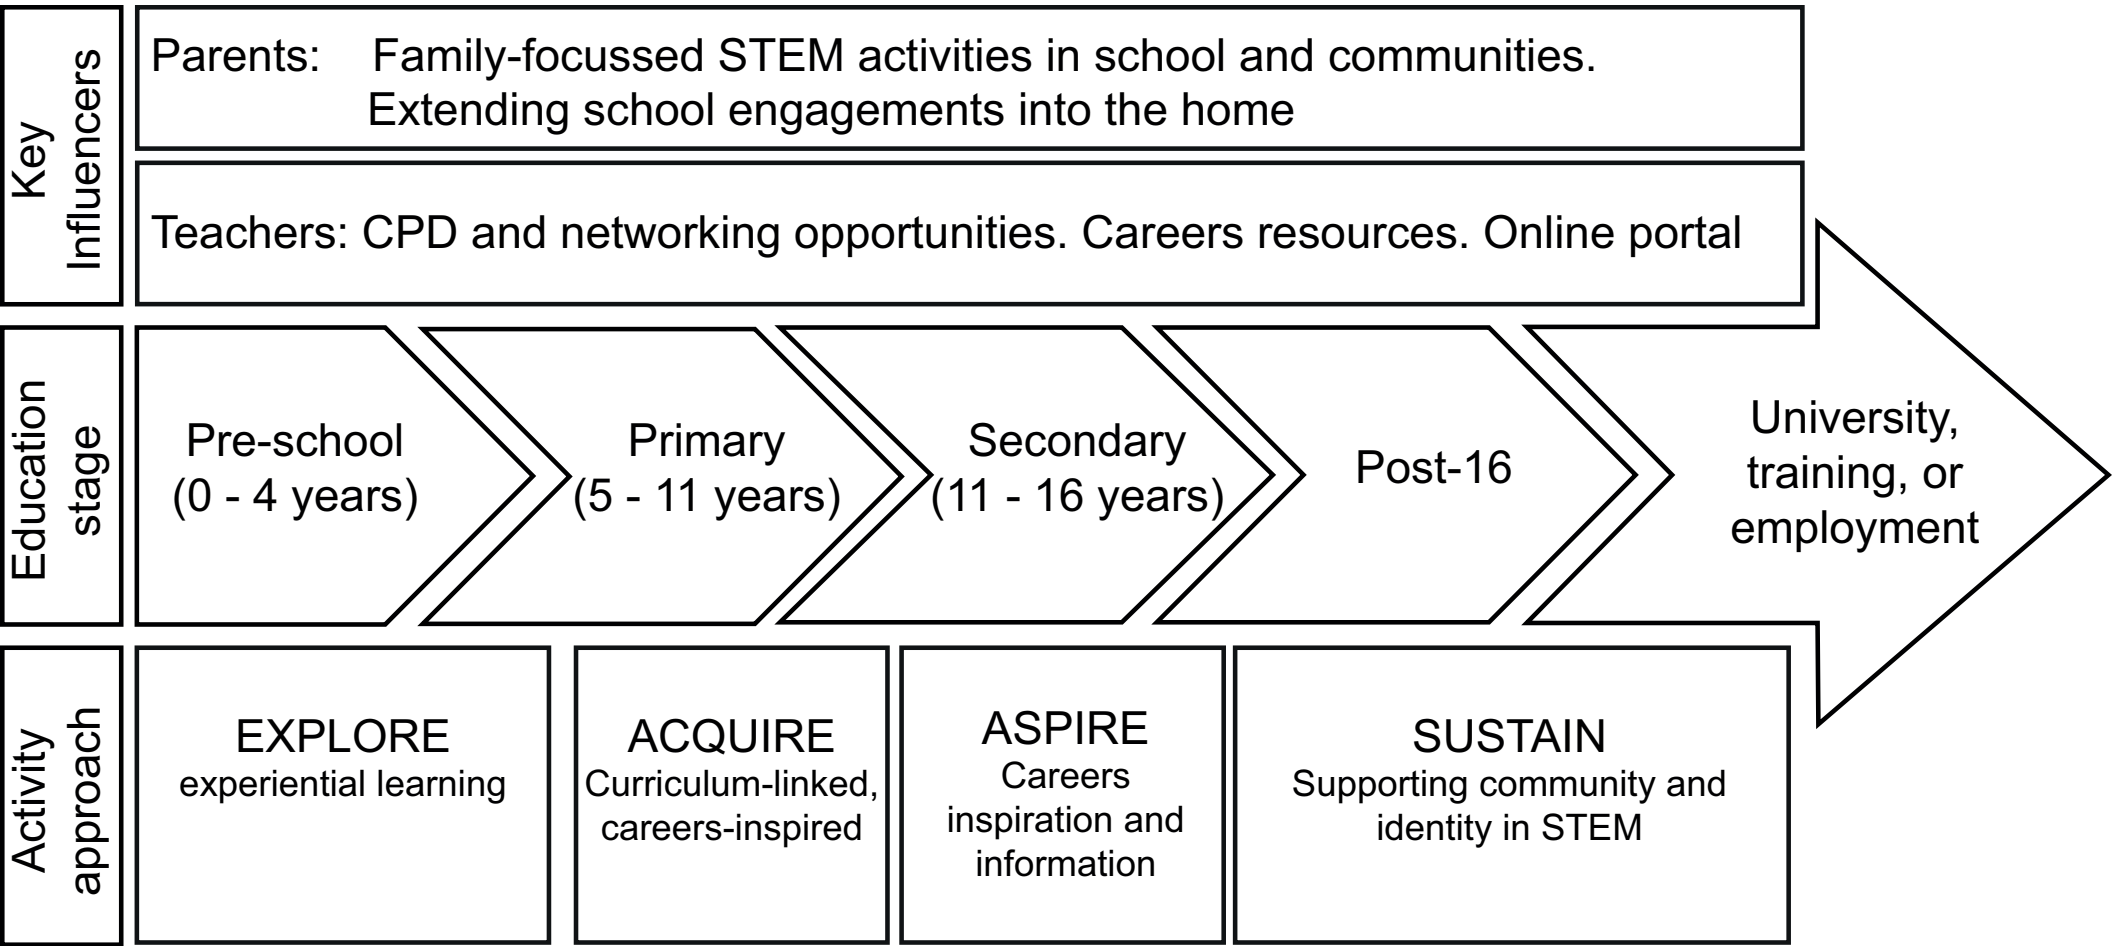 Key
Influencers
Parents: Family-focussed STEM activities in school and communities.
Extending school engagements into the home
Teachers: CPD and networking opportunities. Careers resources. Online portal
Education
stage
Pre-school
(0 - 4 years)
Primary
(5 - 11 years)
Secondary
(11 - 16 years)
Post-16
University,
training, or
employment
Activity
approach
EXPLORE
experiential learning
ACQUIRE
Curriculum-linked,
careers-inspired
ASPIRE
Careers
inspiration and
information
SUSTAIN
Supporting community and
identity in STEM